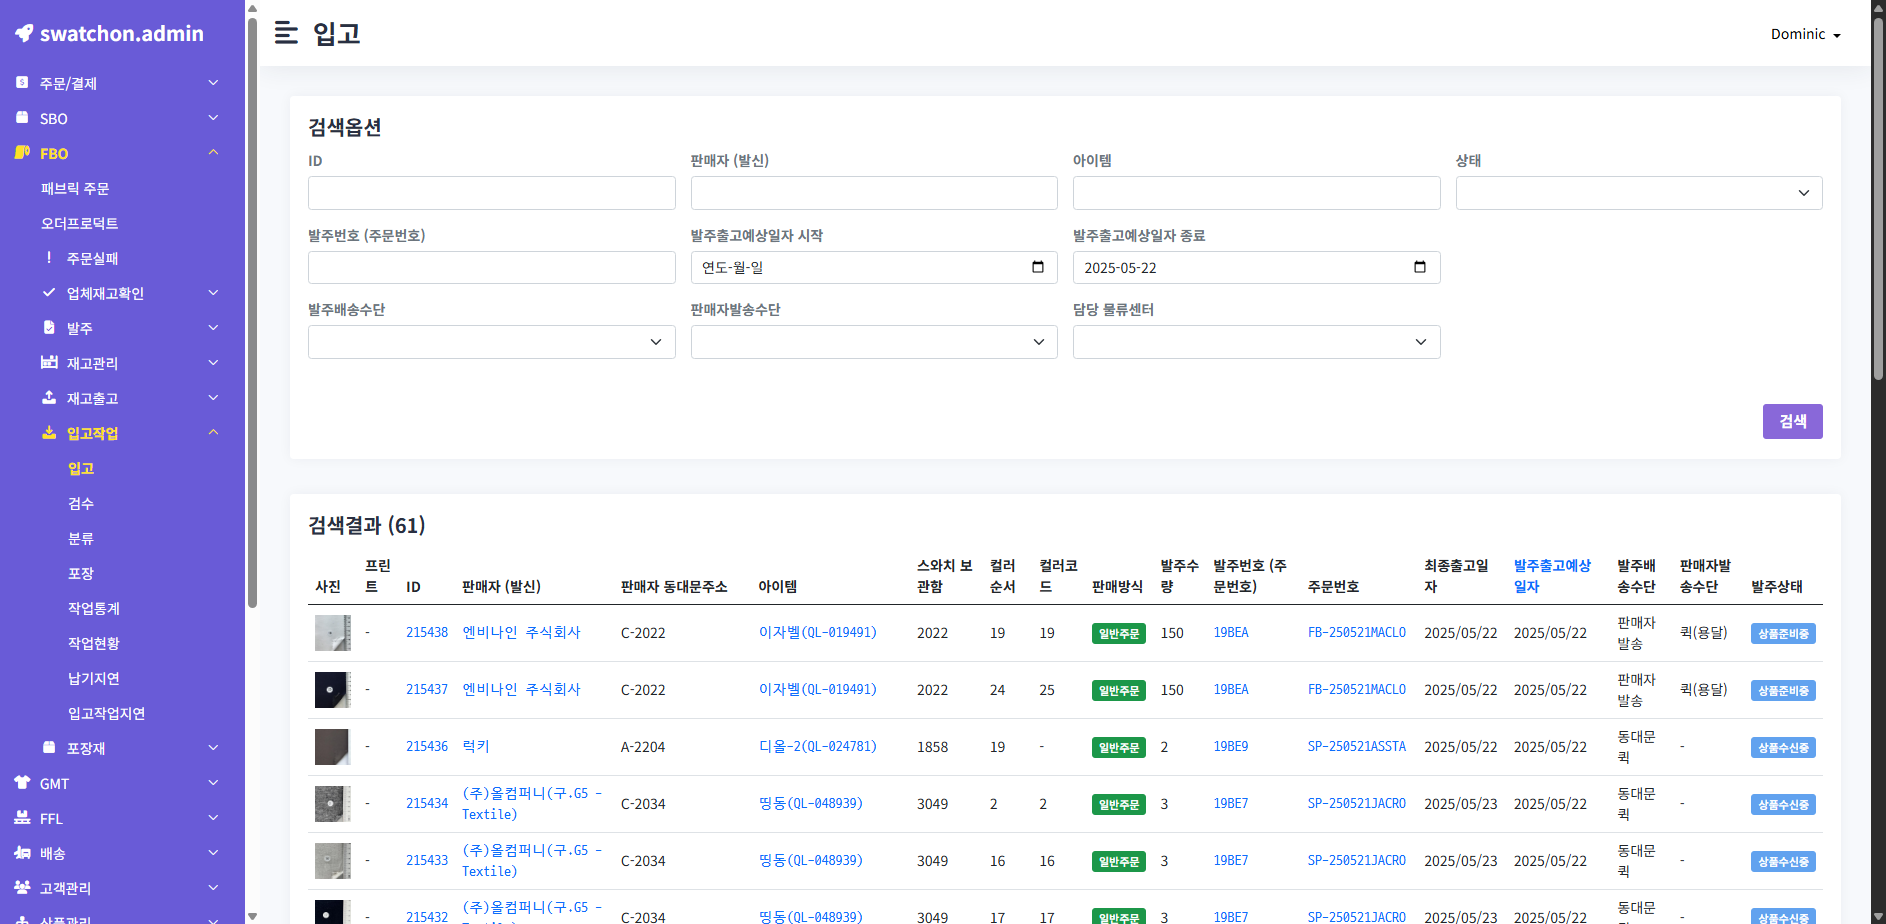 swatchon.admin
주문/결제
SBO
FBO
패브릭 주문
오더프로덕트
주문실패
업체재고확인
발주
재고관리
재고출고
입고작업
입고
검수
분류
포장
작업통계
작업현황
납기지연
입고작업지연
포장재
GMT
FFL
배송
고객관리
상품관리
입고
Dominic
검색옵션
ID 판매자 (발신) 아이템 상태
발주번호 (주문번호) 발주출고예상일자 시작 발주출고예상일자 종료
연도-월-일 2025-05-22
발주배송수단 판매자발송수단 담당 물류센터
검색
검색결과 (61)
사진 프린트 ID 판매자 (발신) 판매자 동대문주소 아이템 스와치 보관함 컬러순서 컬러코드 판매방식 발주수량 발주번호 (주문번호) 주문번호 최종출고일자 발주출고예상일자 발주배송수단 판매자발송수단 발주상태
- 215438 엔비나인 주식회사 C-2022 이자벨(QL-019491) 2022 19 19 일반주문 150 19BEA FB-250521MACLO 2025/05/22 2025/05/22 판매자발송 퀵(용달) 상품준비중
- 215437 엔비나인 주식회사 C-2022 이자벨(QL-019491) 2022 24 25 일반주문 150 19BEA FB-250521MACLO 2025/05/22 2025/05/22 판매자발송 퀵(용달) 상품준비중
- 215436 럭키 A-2204 디올-2(QL-024781) 1858 19 - 일반주문 2 19BE9 SP-250521ASSTA 2025/05/22 2025/05/22 동대문퀵 - 상품수신중
- 215434 (주)올컴퍼니(구.G5 - Textile) C-2034 띵동(QL-048939) 3049 2 2 일반주문 3 19BE7 SP-250521JACRO 2025/05/23 2025/05/22 동대문퀵 - 상품수신중
- 215433 (주)올컴퍼니(구.G5 - Textile) C-2034 띵동(QL-048939) 3049 16 16 일반주문 3 19BE7 SP-250521JACRO 2025/05/23 2025/05/22 동대문퀵 - 상품수신중
- 215432 (주)올컴퍼니(구.G5 - C-2034 띵동(QL-048939) 3049 17 17 일반주문 3 19BE7 SP-250521JACRO 2025/05/23 2025/05/22 동대문 - 상품수신중